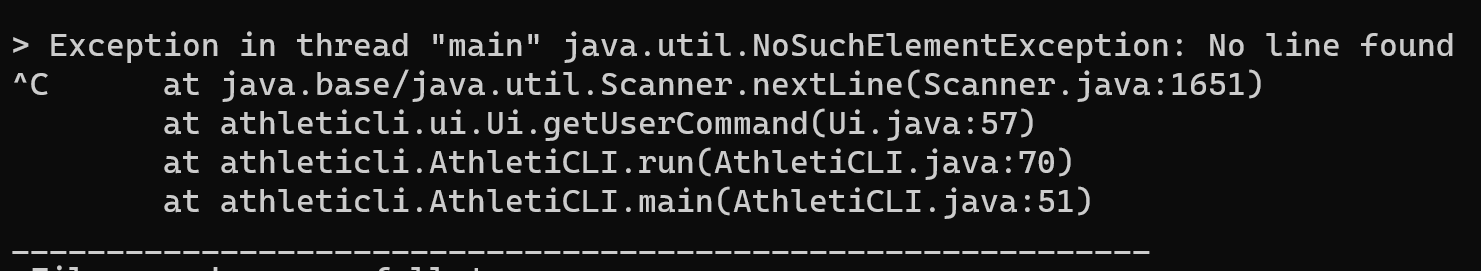 > Exception in thread "main" java.util.NoSuchElementException: No line found
^C      at java.base/java.util.Scanner.nextLine(Scanner.java:1651)
        at athleticli.ui.Ui.getUserCommand(Ui.java:57)
        at athleticli.AthletiCLI.run(AthletiCLI.java:70)
        at athleticli.AthletiCLI.main(AthletiCLI.java:51)
____________________________________________________________